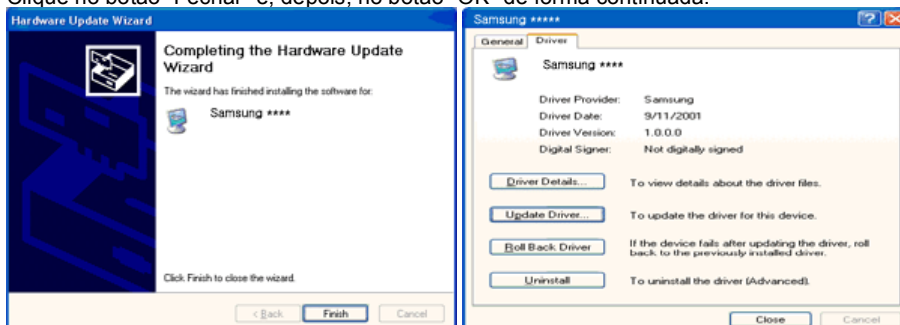 Clique no botão "Fechar" e, depois, no botão "OK" de forma continuada.
Hardware Update Wizard
Completing the Hardware Update
Wizard
The wizard has finished installing the software for:
Samsung ****
Click Finish to close the wizard.
< Back
Finish
Cancel
Samsung *****
General
Driver
Samsung ****
Driver Provider: Samsung
Driver Date: 9/11/2001
Driver Version: 1.0.0.0
Digital Signer: Not digitally signed
Driver Details... To view details about the driver files.
Update Driver... To update the driver for this device.
Roll Back Driver If the device fails after updating the driver, roll
back to the previously installed driver.
Uninstall To uninstall the driver (Advanced).
Close
Cancel